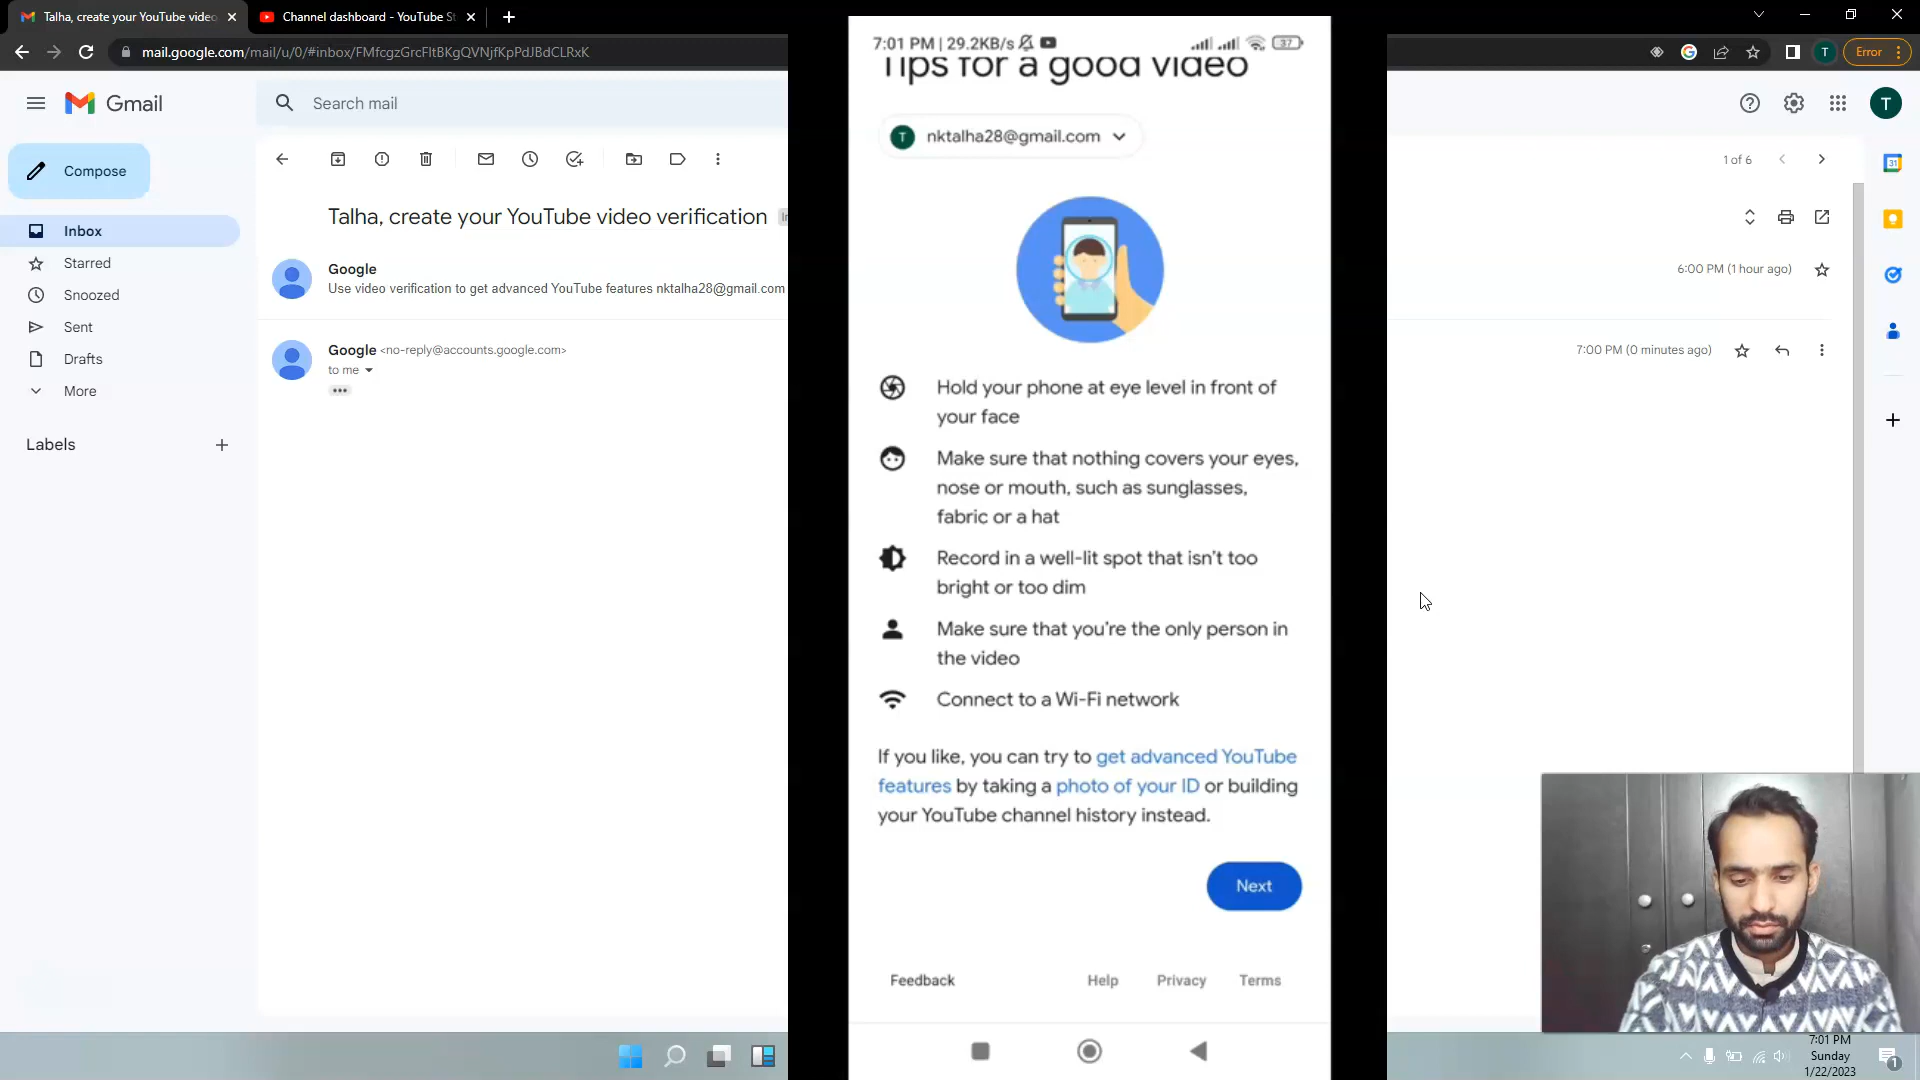 Talha, create your YouTube video
Channel dashboard - YouTube St
mail.google.com/mail/u/0/#inbox/FMfcgzGrcFltBKgQVNjfKpPdJBdCLRxK
Error
Gmail
Search mail
T
Compose
Inbox
Starred
Snoozed
Sent
Drafts
More
Labels
1 of 6
Talha, create your YouTube video verification
Google
Use video verification to get advanced YouTube features nktalha28@gmail.com
6:00 PM (1 hour ago)
Google <no-reply@accounts.google.com>
to me
7:00 PM (0 minutes ago)
7:01 PM | 29.2KB/s
37
Tips for a good video
T nktalha28@gmail.com
Hold your phone at eye level in front of
your face
Make sure that nothing covers your eyes,
nose or mouth, such as sunglasses,
fabric or a hat
Record in a well-lit spot that isn't too
bright or too dim
Make sure that you're the only person in
the video
Connect to a Wi-Fi network
If you like, you can try to get advanced YouTube
features by taking a photo of your ID or building
your YouTube channel history instead.
Next
Feedback
Help
Privacy
Terms
31
7:01 PM
Sunday
1/22/2023
1